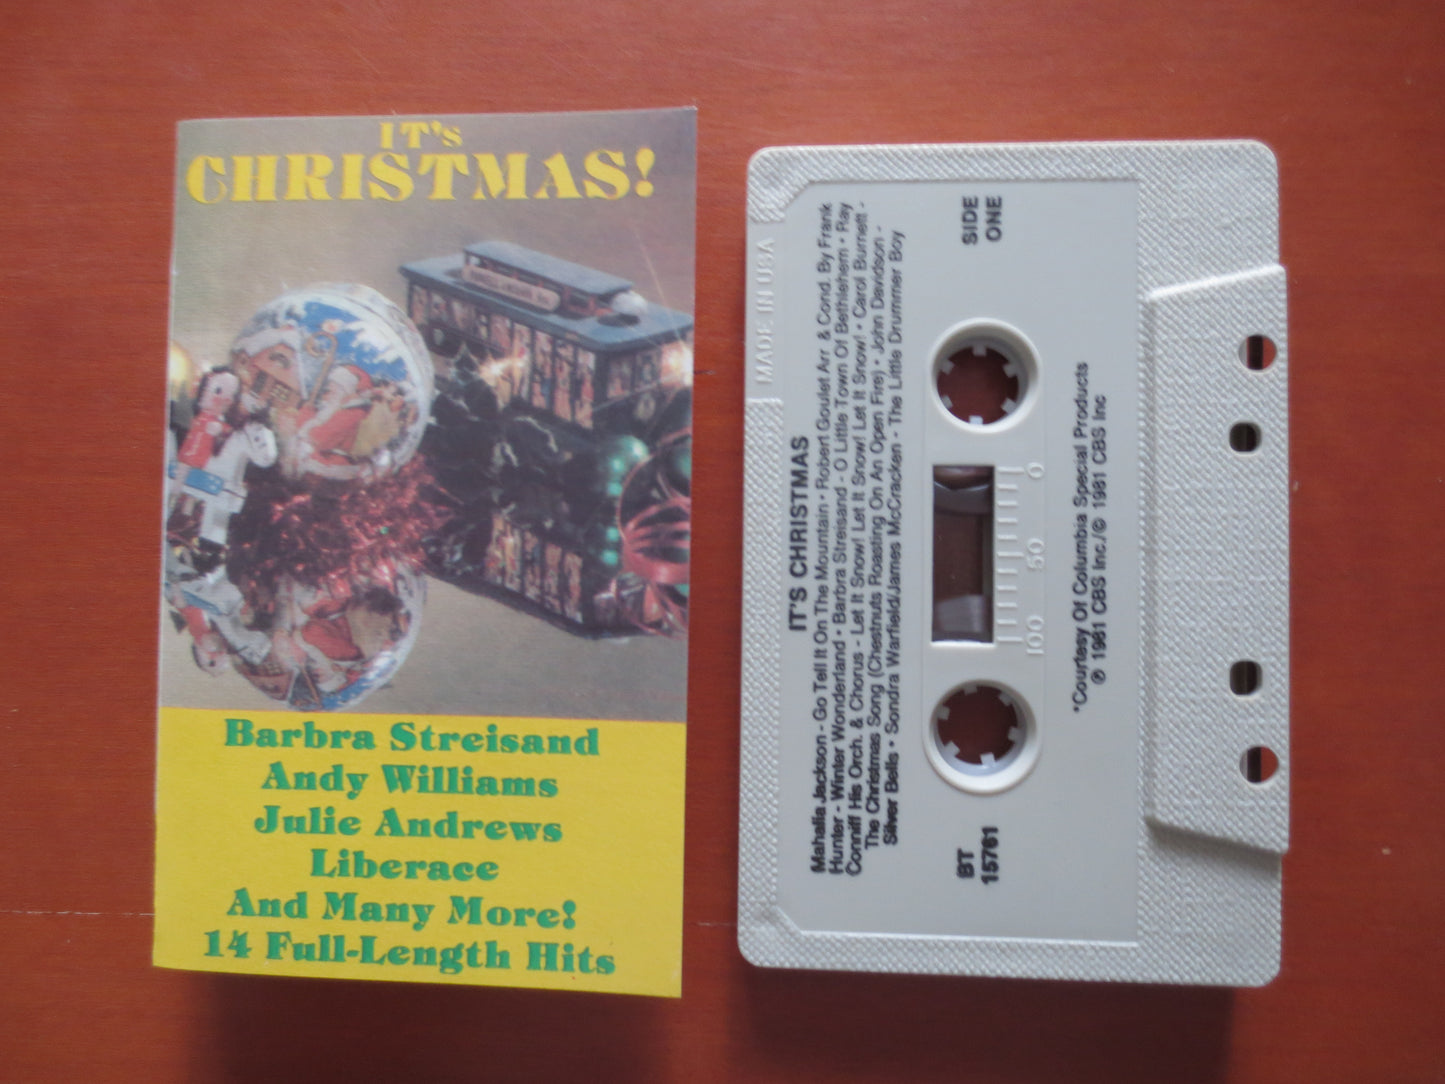 IT's
CHRISTMAS!
Barbra Streisand
Andy Williams
Julie Andrews
Liberace
And Many More!
14 Full-Length Hits
MADE IN USA
IT'S CHRISTMAS
Mahalia Jackson - Go Tell It On The Mountain • Robert Goulet Arr & Cond. By Frank
Hunter - Winter Wonderland • Barbra Streisand - O Little Town Of Bethlehem • Ray
Conniff His Orch. & Chorus - Let It Snow! Let It Snow! Let It Snow! • Carol Burnett -
The Christmas Song (Chestnuts Roasting On An Open Fire) • John Davidson -
Silver Bells • Sondra Warfield/James McCracken - The Little Drummer Boy
SIDE
ONE
BT
15761
100 50 0
*Courtesy Of Columbia Special Products
℗ 1981 CBS Inc./© 1981 CBS Inc